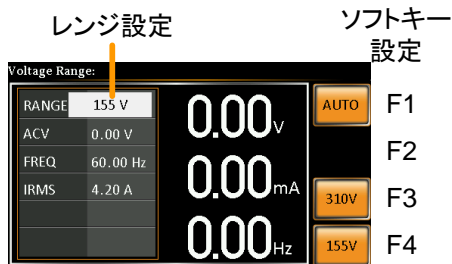 レンジ設定
ソフトキー
設定
Voltage Range:
RANGE 155 V
ACV 0.00 V
FREQ 60.00 Hz
IRMS 4.20 A
0.00V
0.00mA
0.00Hz
AUTO F1
F2
310V F3
155V F4